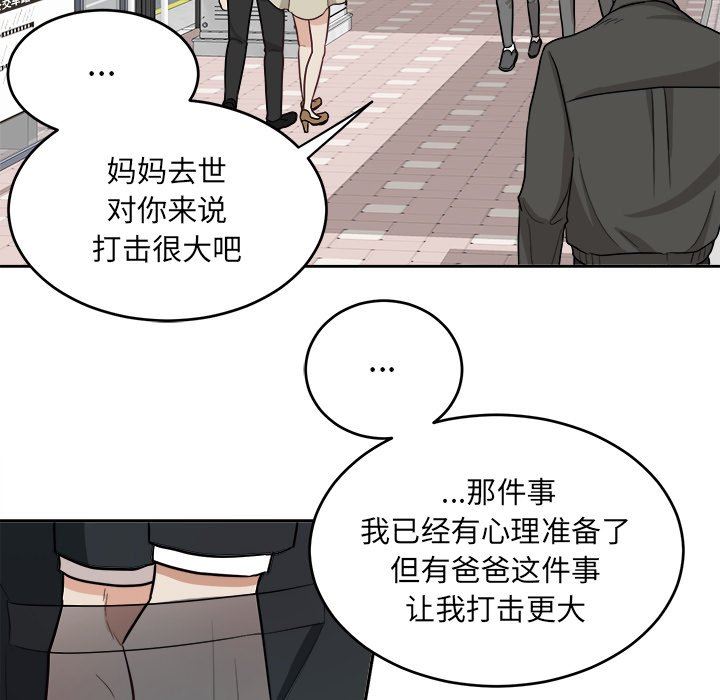 ...
妈妈去世
对你来说
打击很大吧
...
...那件事
我已经有心理准备了
但有爸爸这件事
让我打击更大